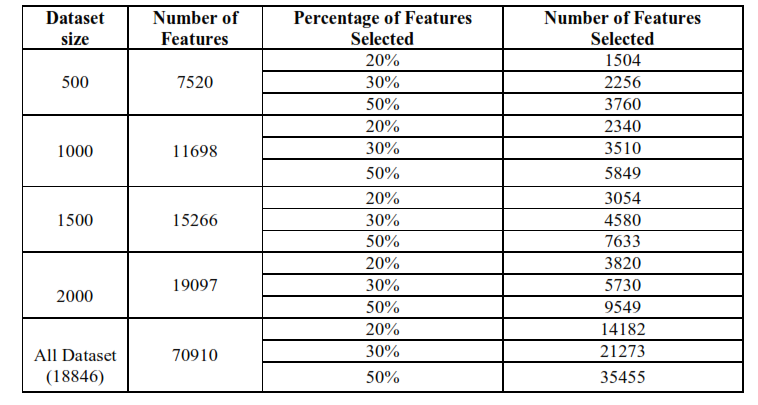 Dataset size Number of Features Percentage of Features Selected Number of Features Selected
500 7520 20% 1504
30% 2256
50% 3760
1000 11698 20% 2340
30% 3510
50% 5849
1500 15266 20% 3054
30% 4580
50% 7633
2000 19097 20% 3820
30% 5730
50% 9549
All Dataset (18846) 70910 20% 14182
30% 21273
50% 35455